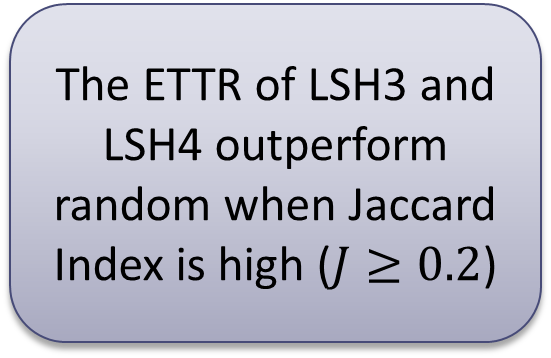 The ETTR of LSH3 and
LSH4 outperform
random when Jaccard
Index is high (𝐽 ≥ 0.2)